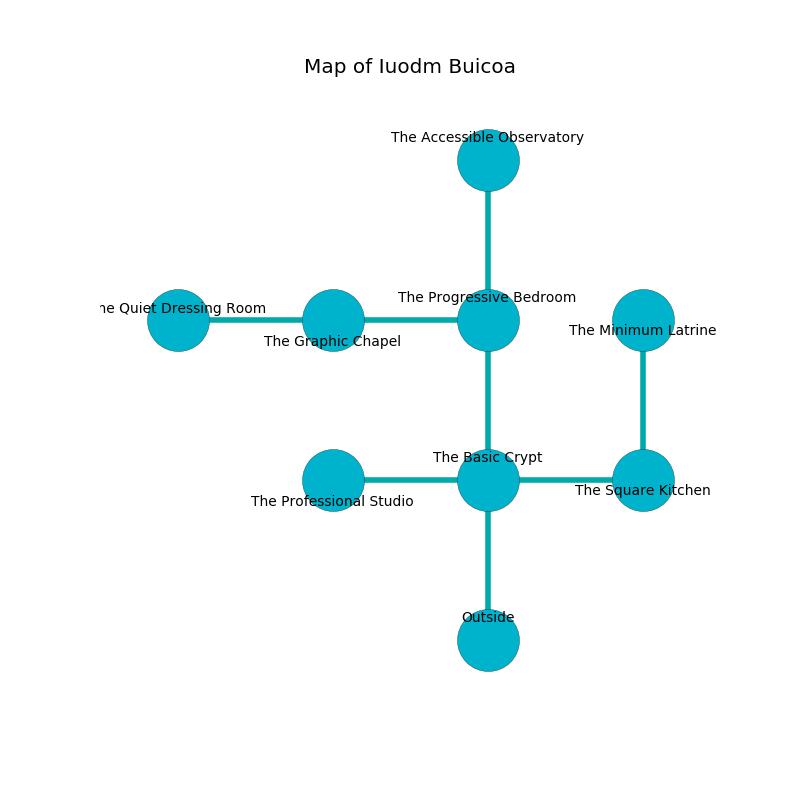 Map of Iuodm Buicoa
The Accessible Observatory
The Progressive Bedroom
Quiet Dressing Room
The Minimum Latrine
The Graphic Chapel
The Basic Crypt
The Square Kitchen
The Professional Studio
Outside